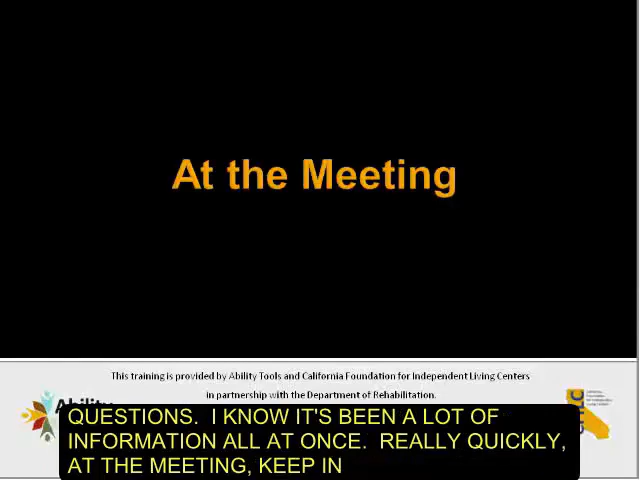 At the Meeting
This training is provided by Ability Tools and California Foundation for Independent Living Centers
in partnership with the Department of Rehabilitation.
Ability
QUESTIONS.  I KNOW IT'S BEEN A LOT OF
INFORMATION ALL AT ONCE.  REALLY QUICKLY,
AT THE MEETING, KEEP IN